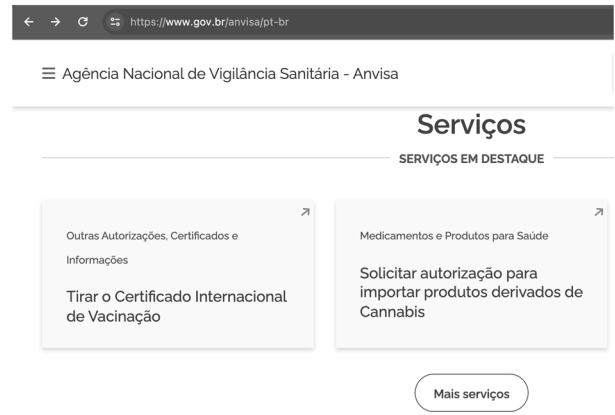 https://www.gov.br/anvisa/pt-br
Agência Nacional de Vigilância Sanitária - Anvisa
Serviços
SERVIÇOS EM DESTAQUE
Outras Autorizações, Certificados e
Informações
Tirar o Certificado Internacional
de Vacinação
Medicamentos e Produtos para Saúde
Solicitar autorização para
importar produtos derivados de
Cannabis
Mais serviços